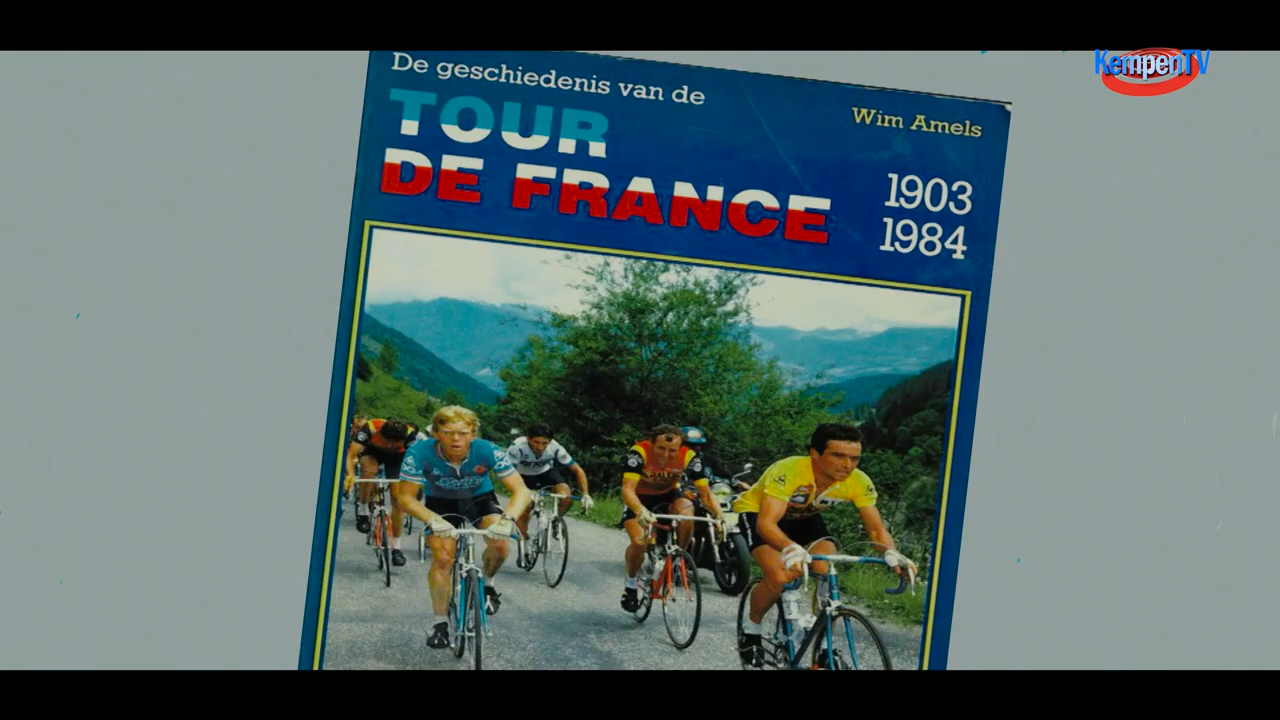 KempenTV
De geschiedenis van de
TOUR
DE FRANCE
Wim Amels
1903
1984